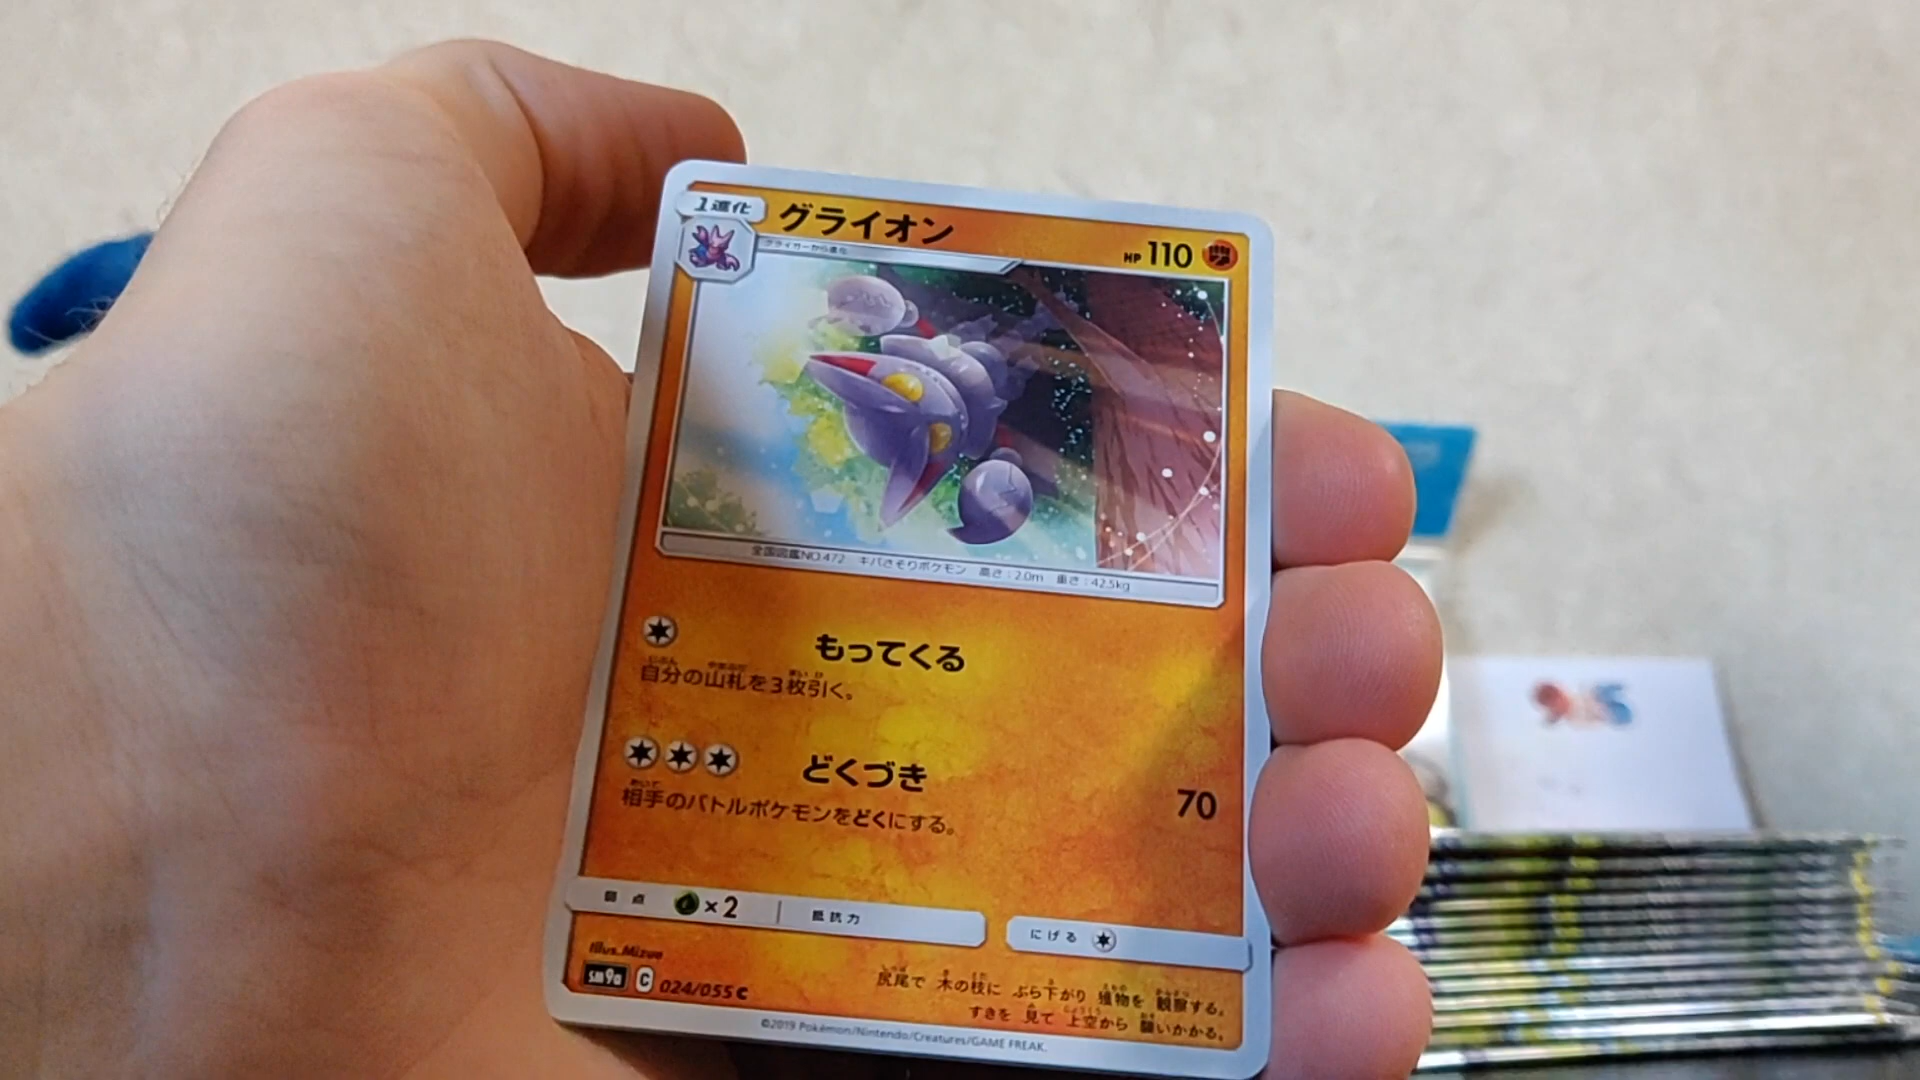 1進化
グライオン
HP 110
グライガーから進化
全国図鑑NO.472 キバさそりポケモン 高さ:2.0m 重さ:42.5kg
もってくる
自分の山札を3枚引く。
どくづき 70
相手のバトルポケモンをどくにする。
弱点 ×2 抵抗力 にげる
Illus.Mizue
sm9a C 024/055 C
尻尾で 木の枝に ぶら下がり 獲物を 観察する。
すきを 見て 上空から 襲いかかる。
©2019 Pokémon/Nintendo/Creatures/GAME FREAK.